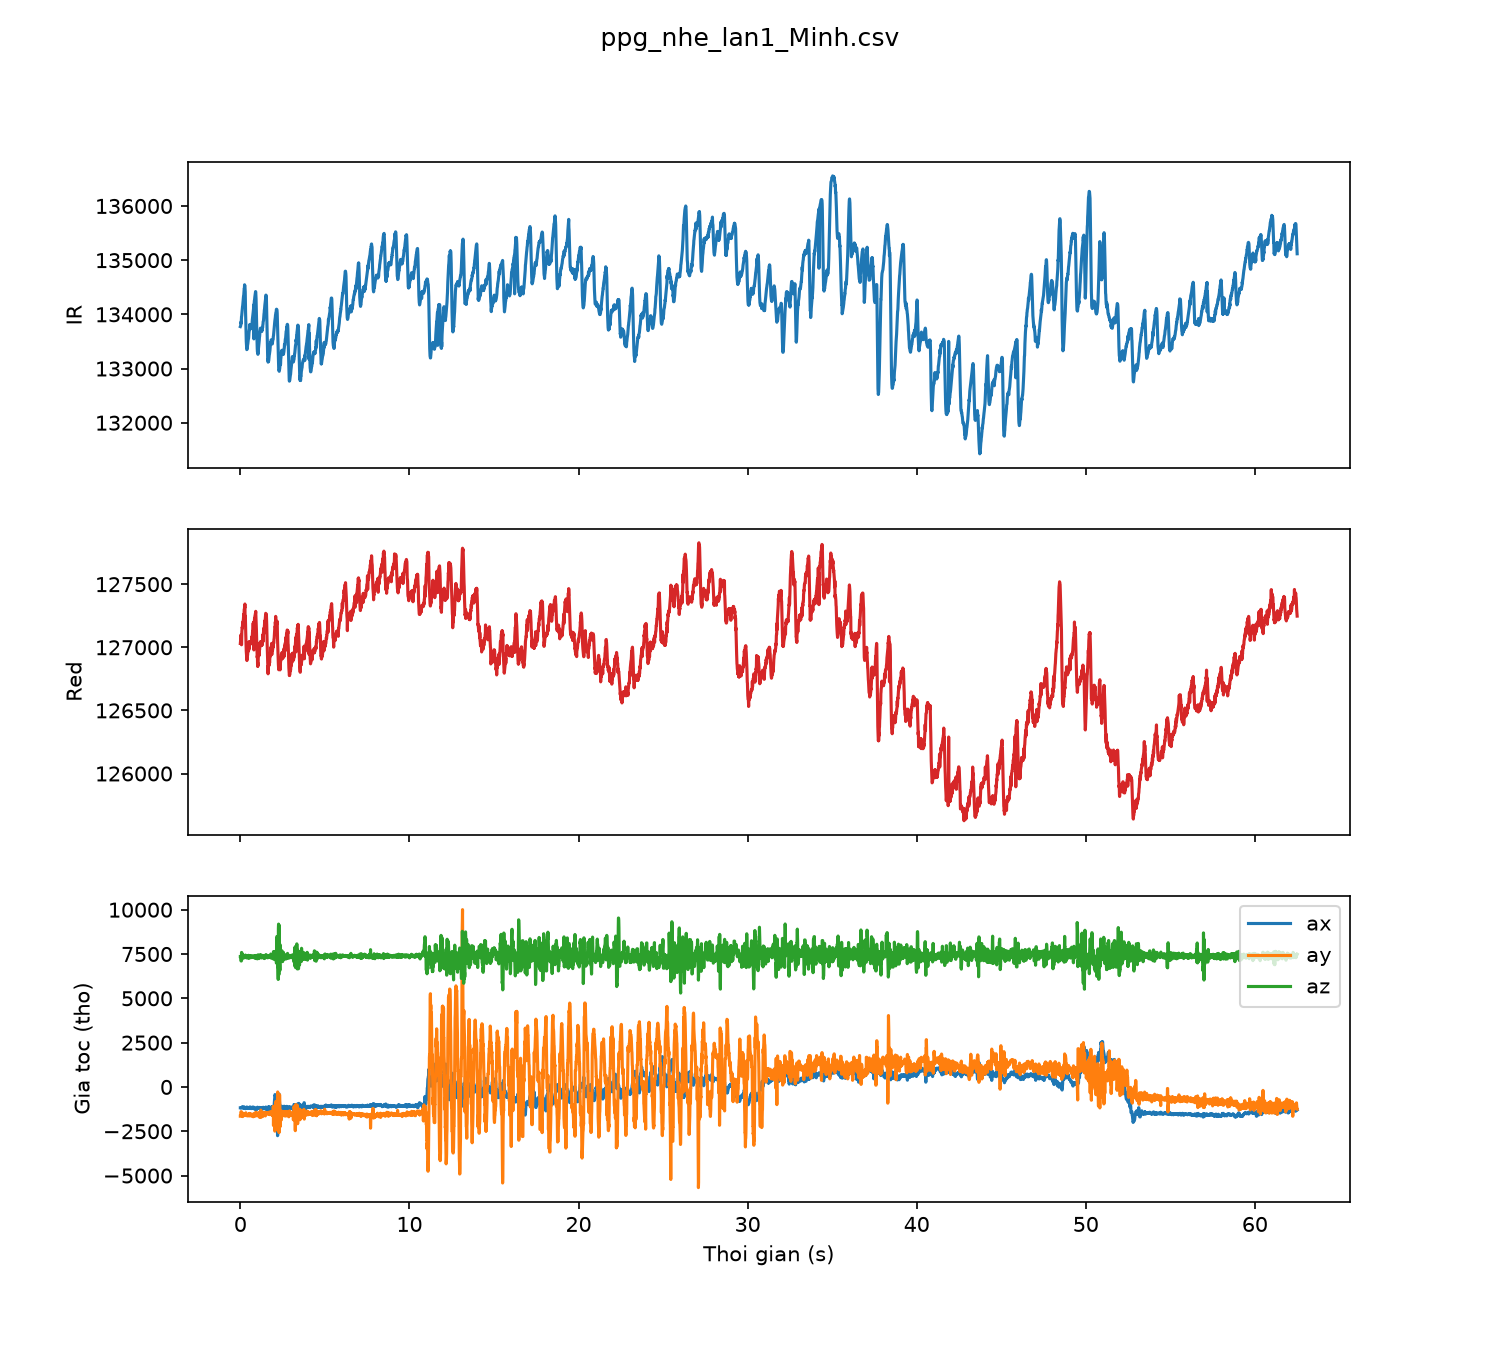 ppg_nhe_lan1_Minh.csv
136000
135000
134000
133000
132000
IR
127500
127000
126500
126000
Red
10000
7500
5000
2500
0
−2500
−5000
Gia toc (tho)
ax
ay
az
0 10 20 30 40 50 60
Thoi gian (s)